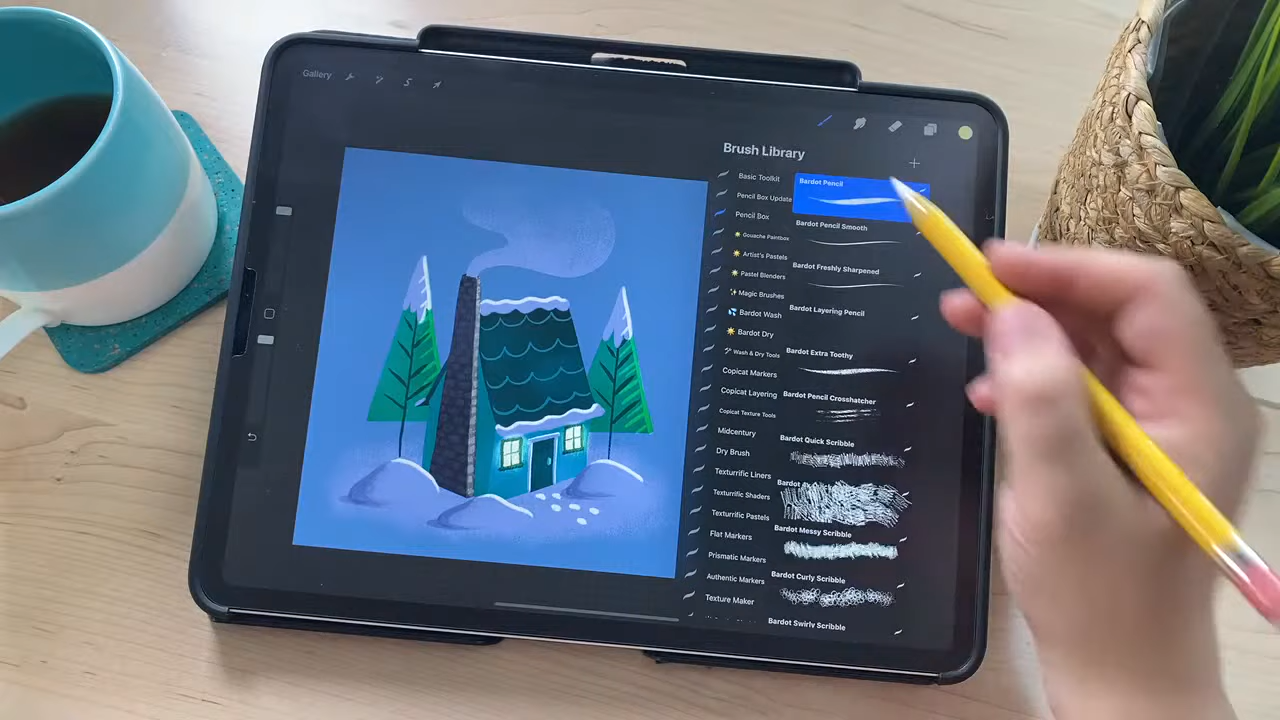 Gallery
Brush Library
Basic Toolkit
Pencil Box Update
Pencil Box
Gouache Paintbox
Artist's Pastels
Pastel Blenders
Magic Brushes
Bardot Wash
Bardot Dry
Wash & Dry Tools
Copicat Markers
Copicat Layering
Copicat Texture Tools
Midcentury
Dry Brush
Texturrific Liners
Texturrific Shaders
Texturrific Pastels
Flat Markers
Prismatic Markers
Authentic Markers
Texture Maker
Bardot Pencil
Bardot Pencil Smooth
Bardot Freshly Sharpened
Bardot Layering Pencil
Bardot Extra Toothy
Bardot Pencil Crosshatcher
Bardot Quick Scribble
Bardot
Bardot Messy Scribble
Bardot Curly Scribble
Bardot Swirly Scribble